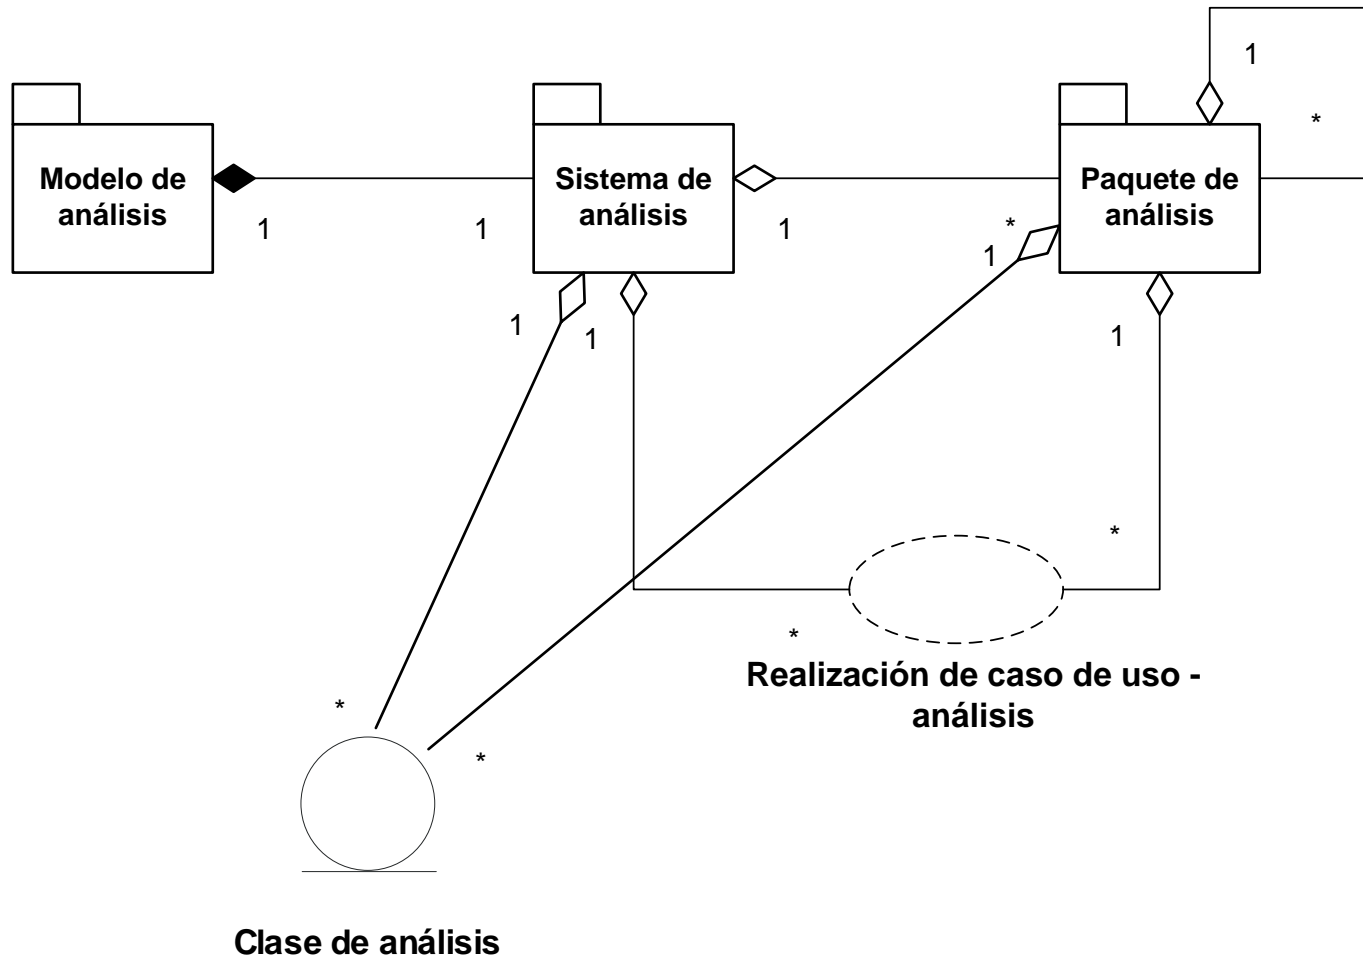 1
*
Modelo de
análisis
Sistema de
análisis
Paquete de
análisis
1
1
1
*
1
1
1
1
*
*
Realización de caso de uso -
análisis
*
*
Clase de análisis